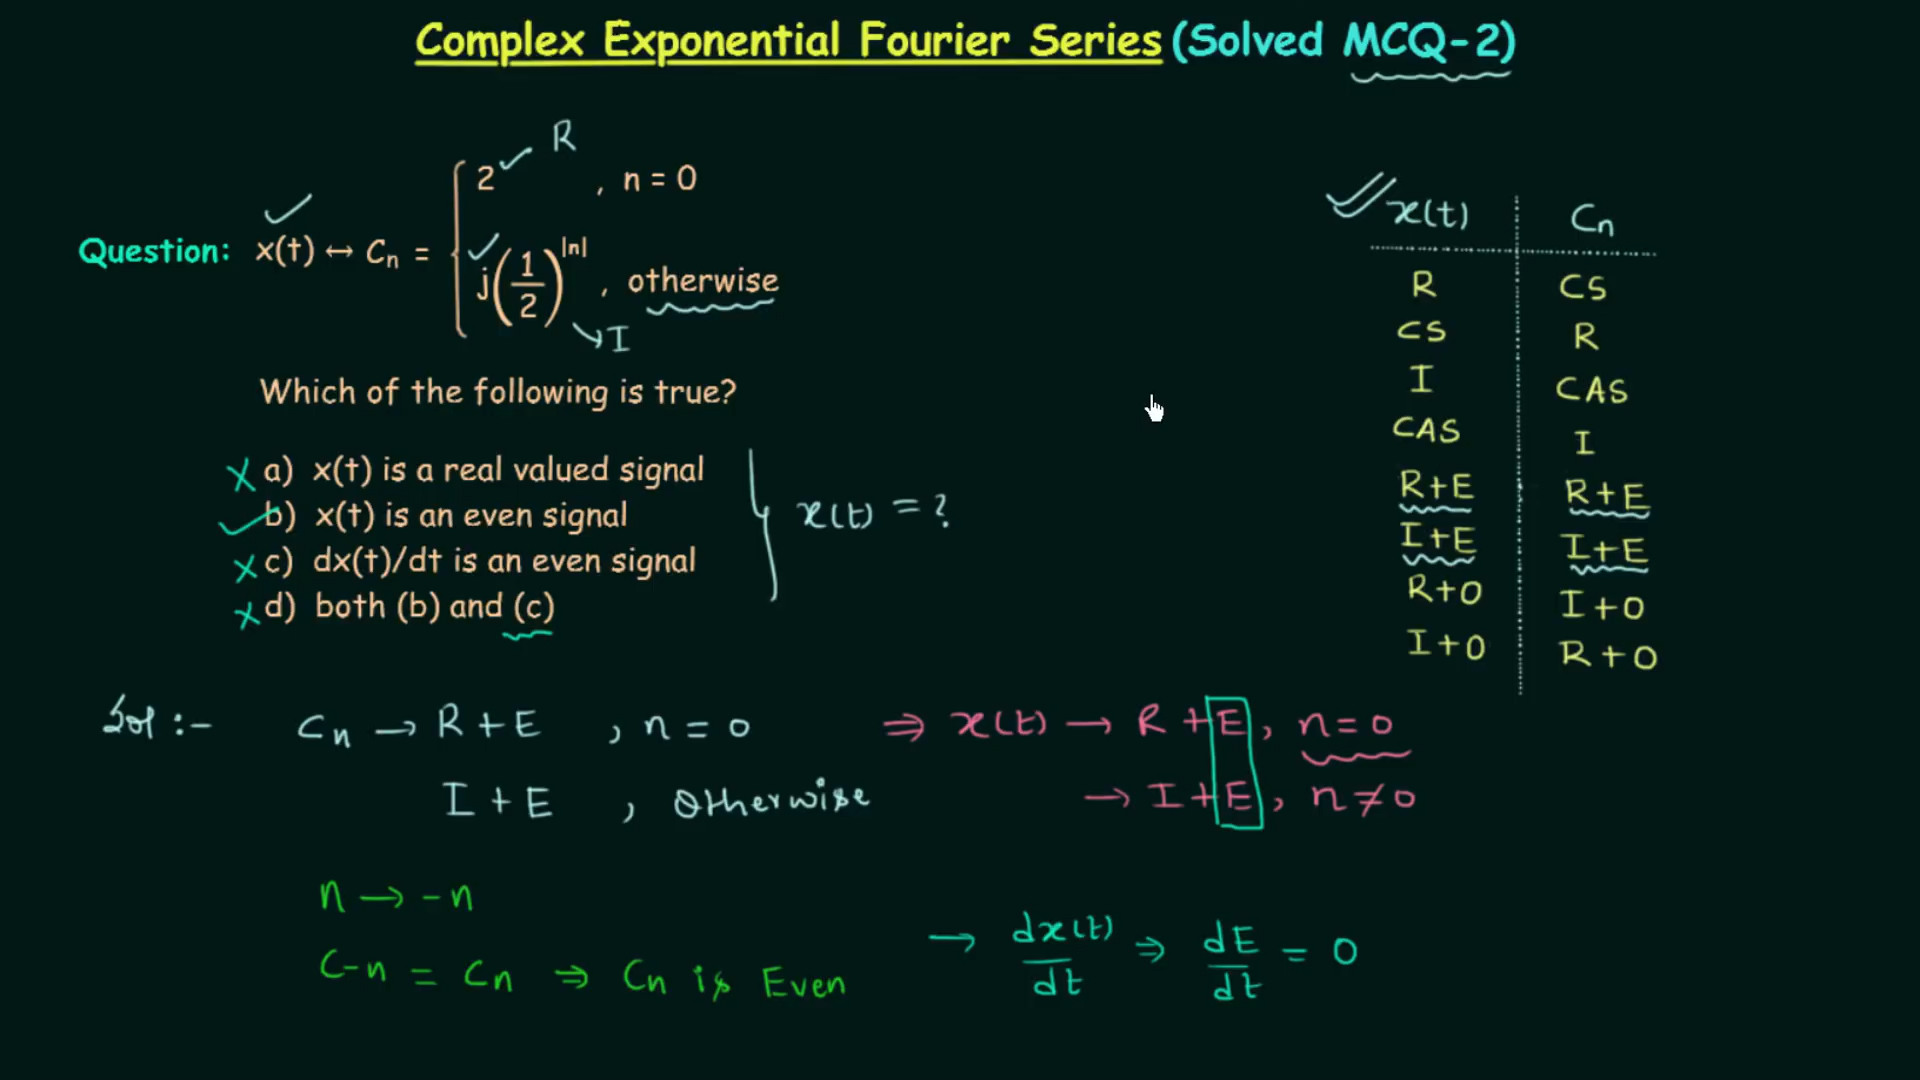 Complex Exponential Fourier Series (Solved MCQ-2)
R
2 , n = 0
Question: x(t) ↔ Cn =
j(1/2)^|n| , otherwise
I
Which of the following is true?
x a) x(t) is a real valued signal
✓ b) x(t) is an even signal
x c) dx(t)/dt is an even signal
x d) both (b) and (c)
x(t) = ?
x(t) Cn
R CS
CS R
I CAS
CAS I
R+E R+E
I+E I+E
R+O I+O
I+O R+O
Sol :- Cn → R + E , n = 0 ⇒ x(t) → R + E , n = 0
I + E , Otherwise → I + E , n ≠ 0
n → -n
C-n = Cn ⇒ Cn is Even
→ dx(t)/dt ⇒ dE/dt = O